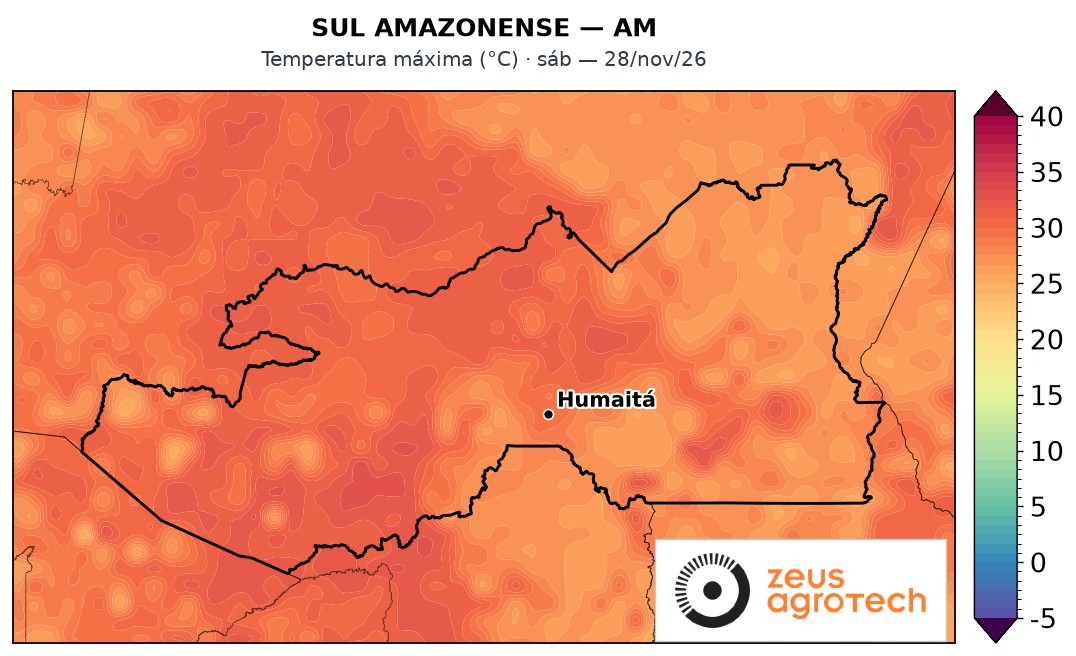 SUL AMAZONENSE — AM
Temperatura máxima (°C) · sáb — 28/nov/26
40
35
30
25
20
15
10
5
0
-5
Humaitá
zeus
agrotech